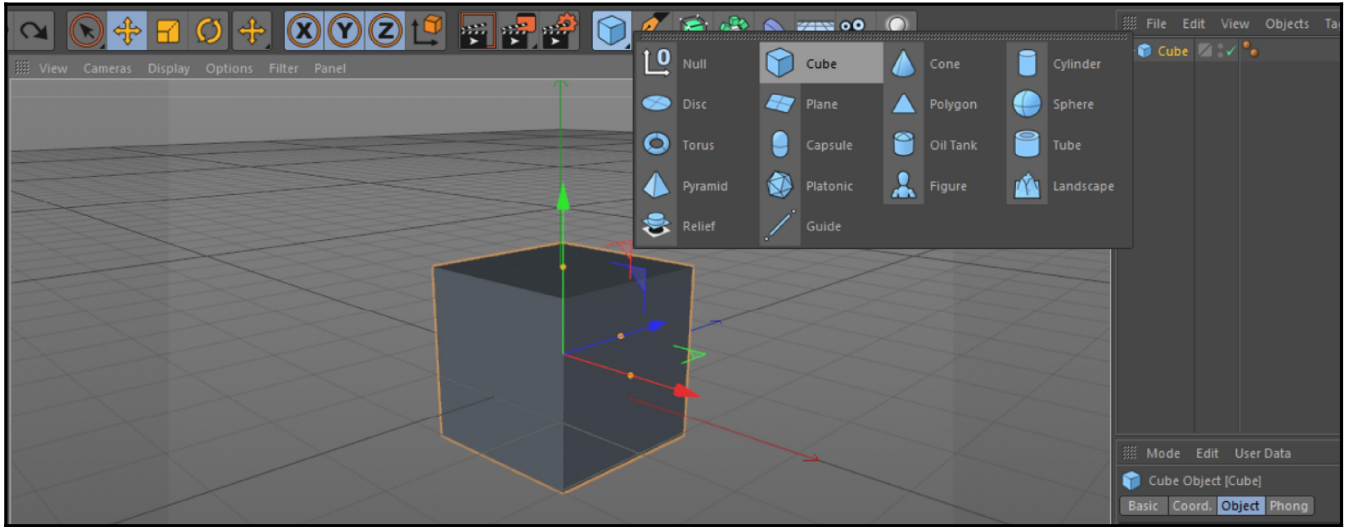 X Y Z
File Edit View Objects
View Cameras Display Options Filter Panel
Cube
0 Null Cube Cone Cylinder
Disc Plane Polygon Sphere
Torus Capsule Oil Tank Tube
Pyramid Platonic Figure Landscape
Relief Guide
Mode Edit User Data
Cube Object [Cube]
Basic Coord. Object Phong